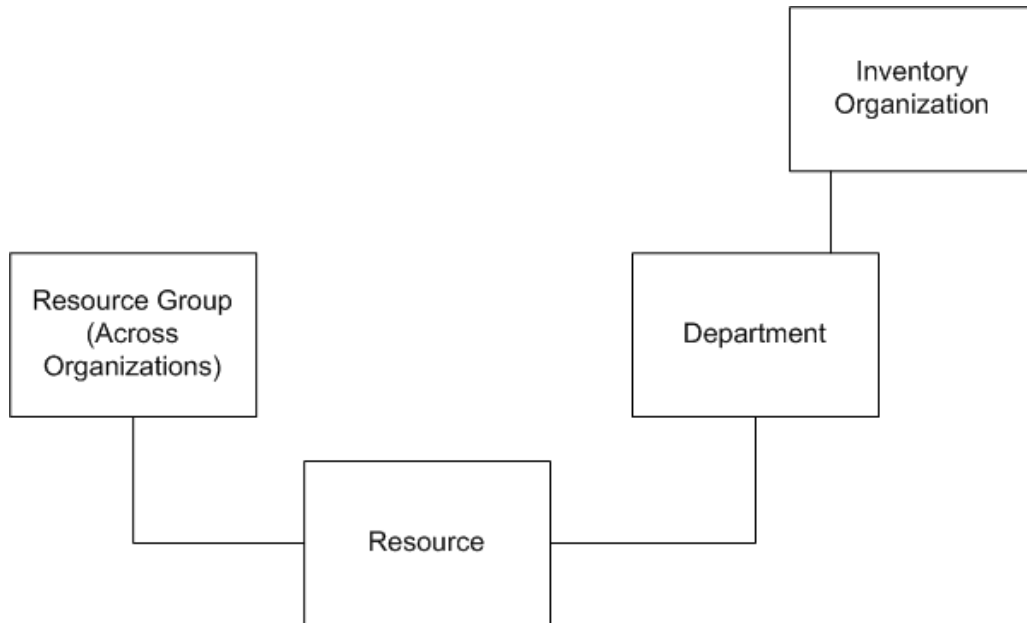 Inventory
Organization
Resource Group
(Across
Organizations)
Department
Resource